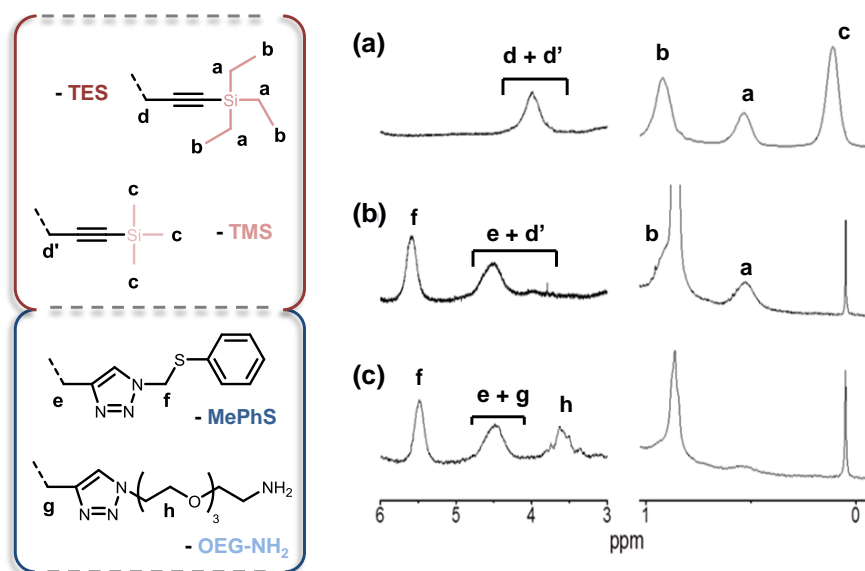 (a)
d + d'
b
a
c
b
a
a
- TES
Si
d
b
a
b
c
Si
c
- TMS
d'
c
(b)
f
e + d'
b
a
S
N
e
f
N=N
- MePhS
(c)
f
e + g
h
N
NH2
O
g
N=N
h
3
- OEG-NH2
6
5
4
3
1
0
ppm